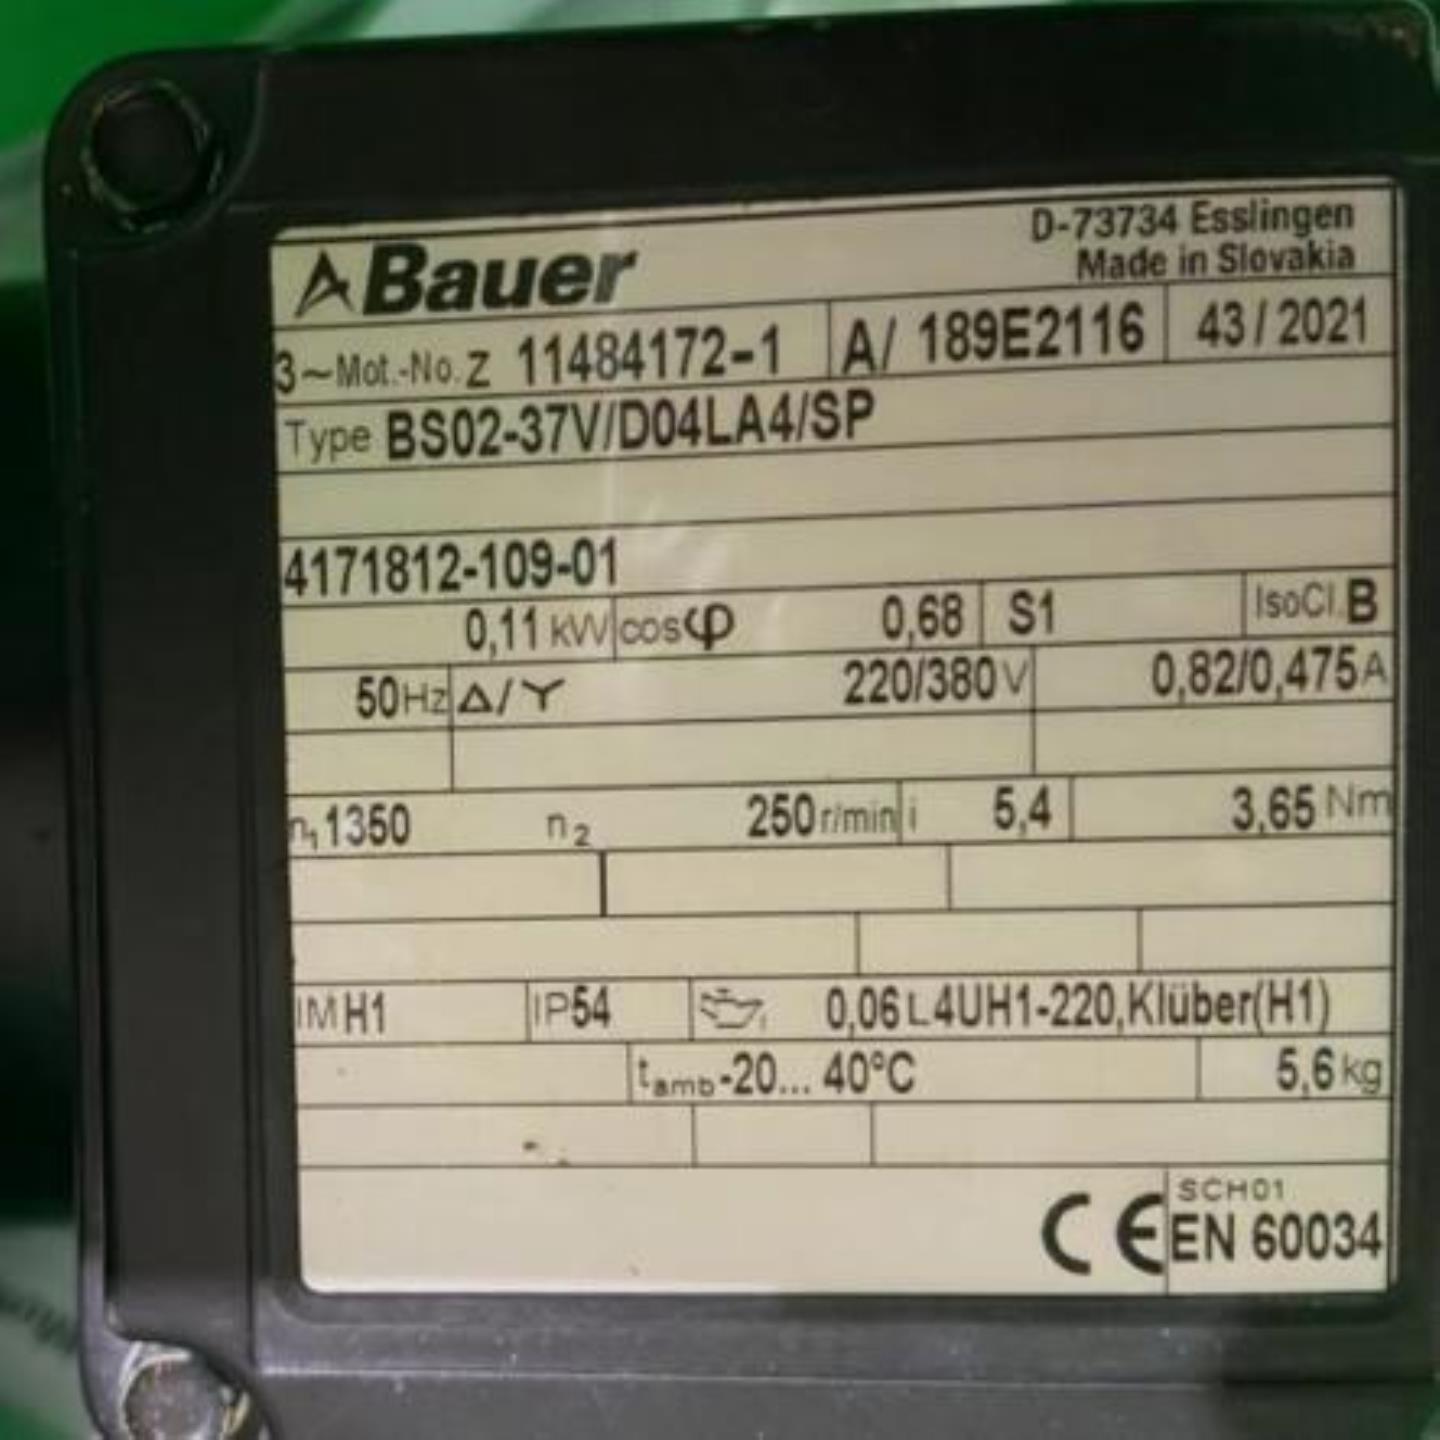 Bauer
D-73734 Esslingen
Made in Slovakia
3~Mot.-No. Z 11484172-1 A/ 189E2116 43/2021
Type BS02-37V/D04LA4/SP
4171812-109-01
0,11 kW cosφ 0,68 S1 IsoCl. B
50Hz Δ/Y 220/380V 0,82/0,475A
n₁ 1350 n₂ 250 r/min i 5,4 3,65 Nm
IM H1 IP54 0,06 L 4UH1-220,Klüber(H1)
tamb -20... 40°C 5,6 kg
CE SCH01
EN 60034